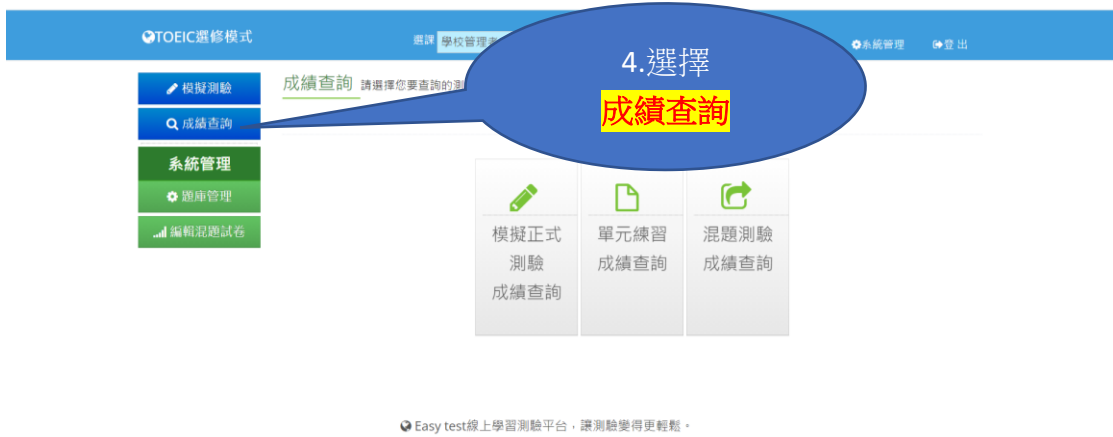 TOEIC選修模式
選課 學校管理者
系統管理
登出
4.選擇
成績查詢
模擬測驗
成績查詢
系統管理
題庫管理
編輯混題試卷
成績查詢 請選擇您要查詢的測
模擬正式
測驗
成績查詢
單元練習
成績查詢
混題測驗
成績查詢
Easy test線上學習測驗平台，讓測驗變得更輕鬆。